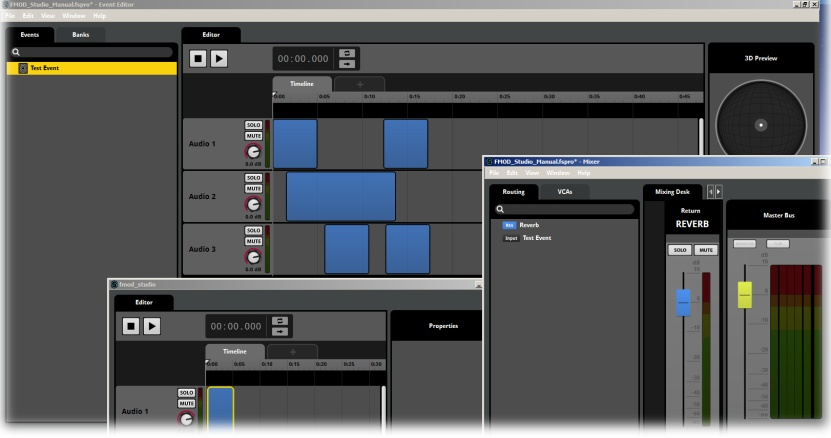 FMOD_Studio_Manual.fspro* - Event Editor
File Edit View Window Help
Events Banks
Test Event
Editor
00:00.000
Timeline +
0:00 0:05 0:10 0:15 0:20 0:25 0:30 0:35 0:40 0:45
3D Preview
Audio 1
SOLO
MUTE
0.0 dB
Audio 2
SOLO
MUTE
0.0 dB
Audio 3
SOLO
MUTE
0.0 dB
FMOD_Studio_Manual.fspro* - Mixer
File Edit View Window Help
Routing VCAs
Reverb
Input Test Event
Mixing Desk
Return
REVERB
SOLO MUTE
Master Bus
dB
10
0
-10
-20
-30
-40
dB
10
0
-10
-20
-30
-40
-50
-60
fmod_studio
Editor
00:00.000
Properties
Timeline +
0:00 0:05 0:10 0:15 0:20 0:25 0:30
Audio 1
SOLO
MUTE